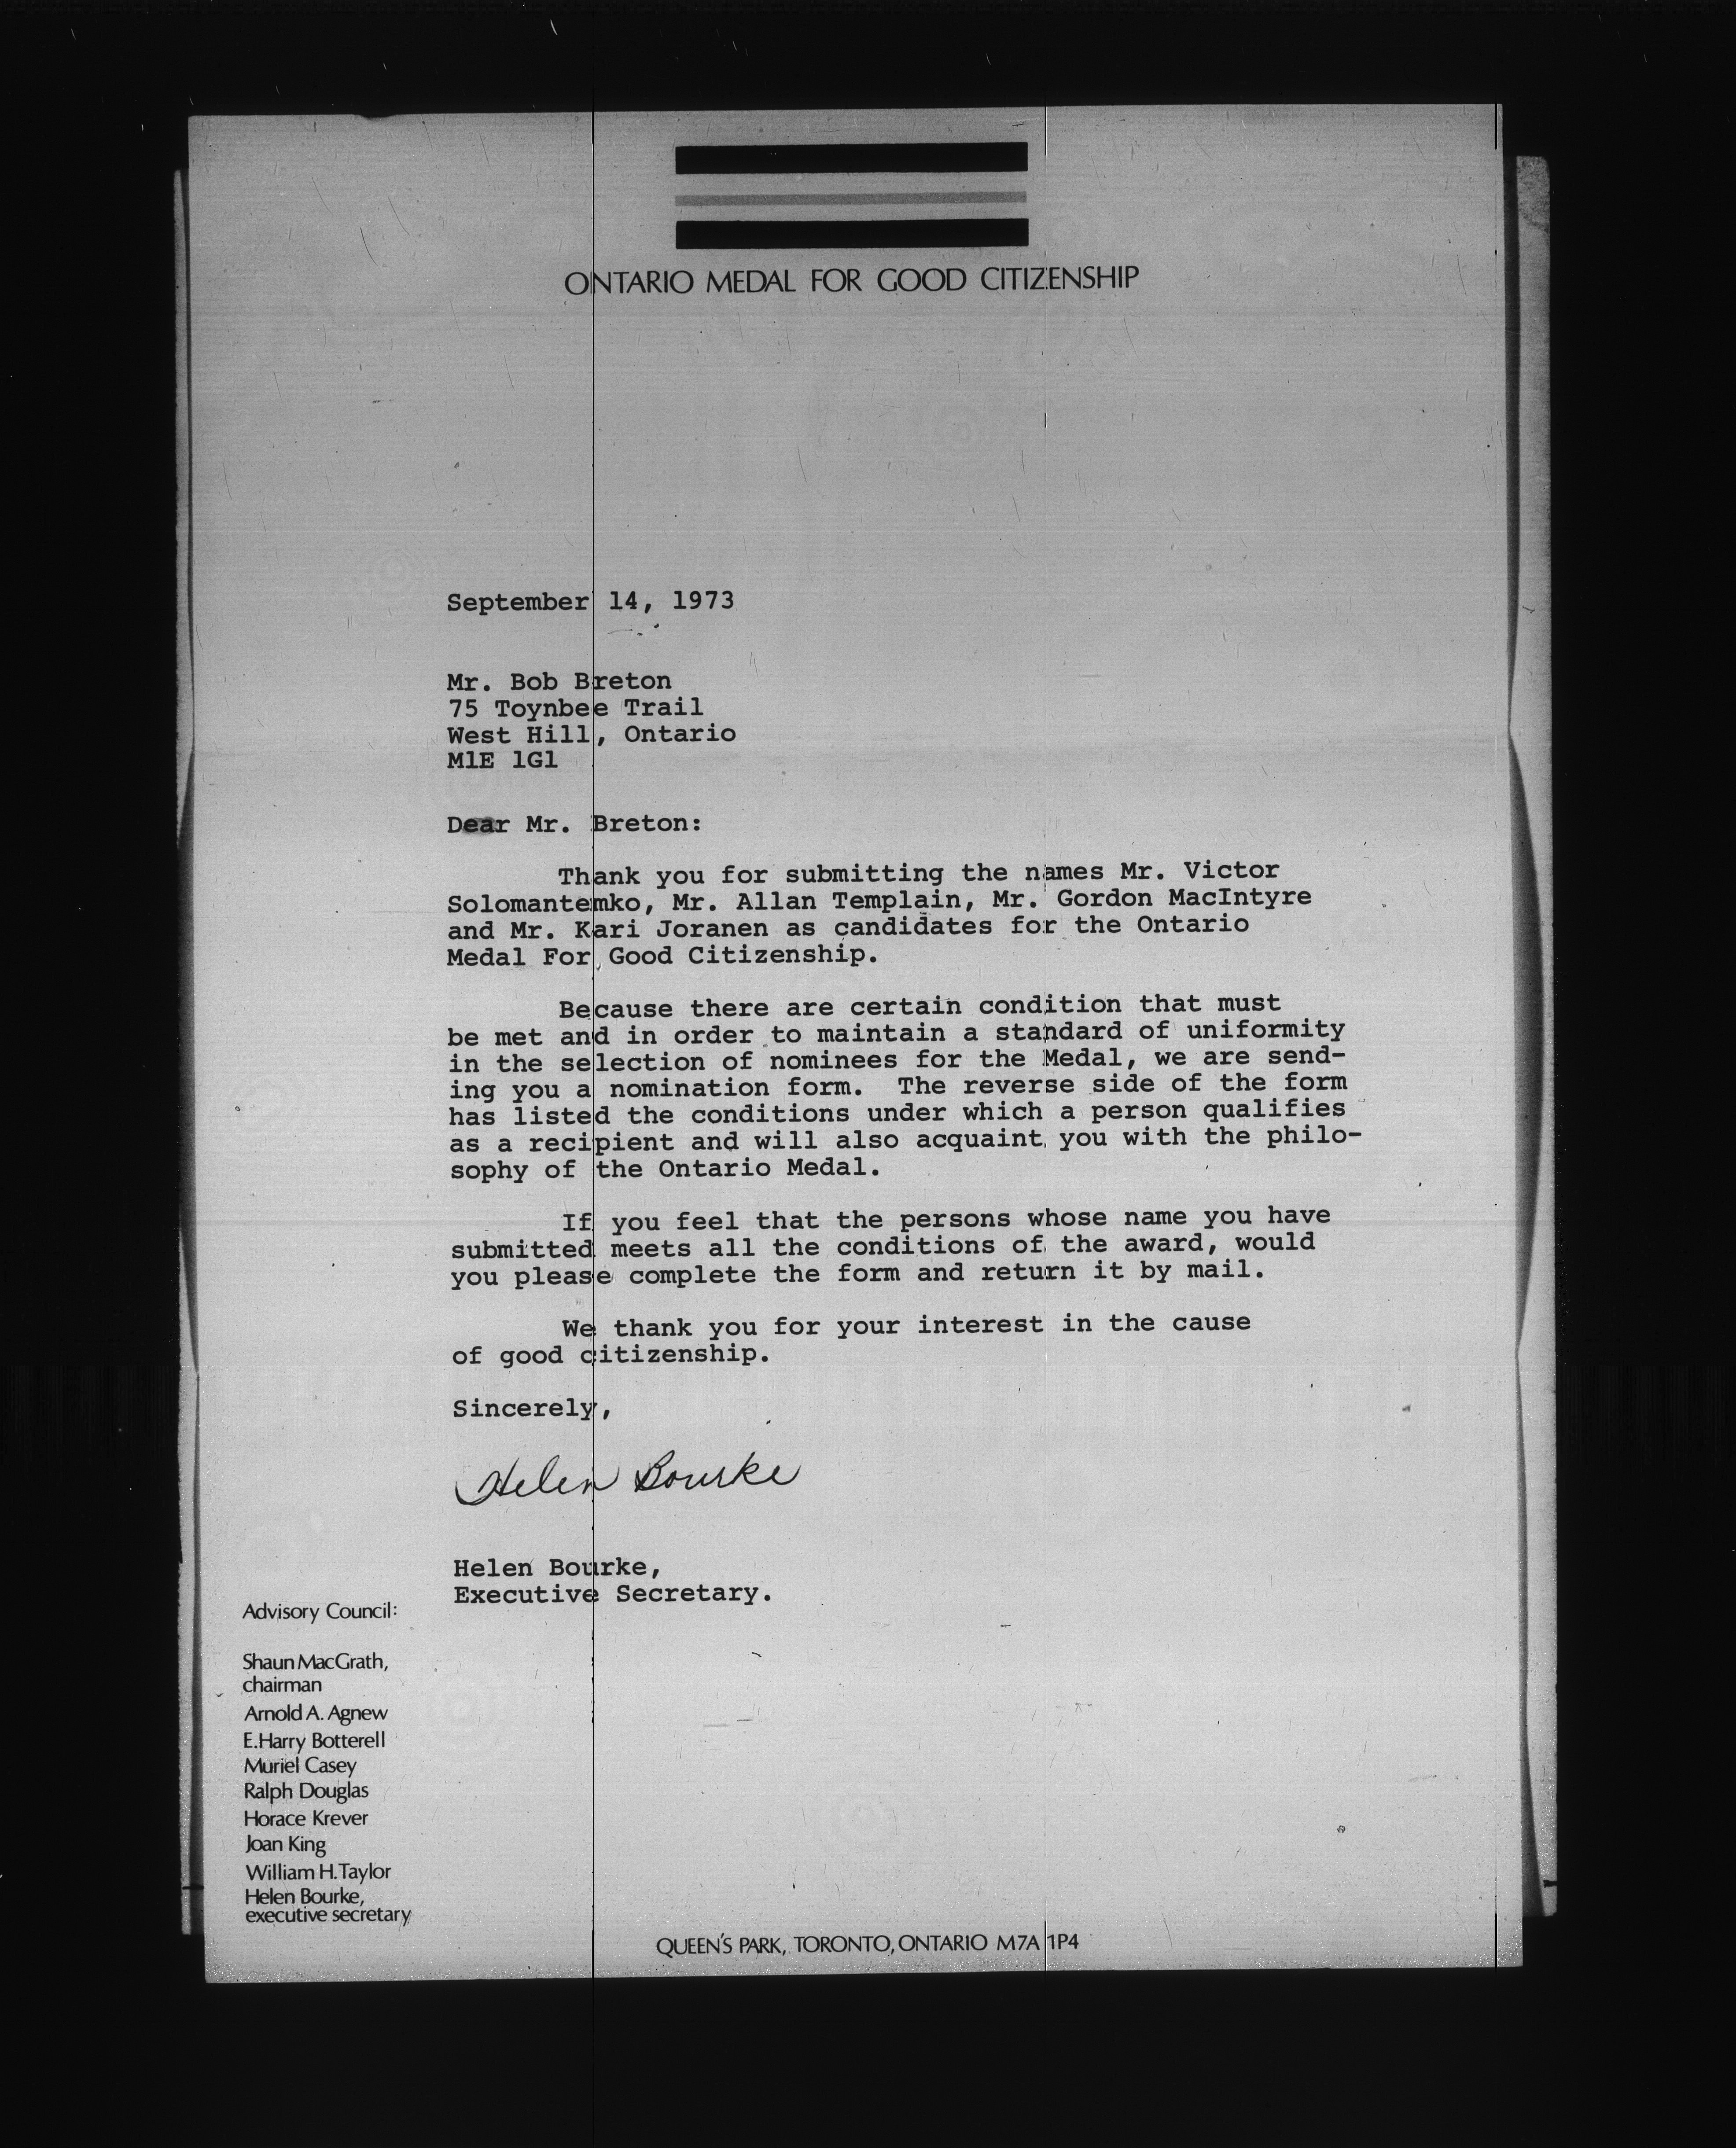 ONTARIO MEDAL FOR GOOD CITIZENSHIP
September 14, 1973
Mr. Bob Breton
75 Toynbee Trail
West Hill, Ontario
M1E 1G1
Dear Mr. Breton:
Thank you for submitting the names Mr. Victor
Solomantemko, Mr. Allan Templain, Mr. Gordon MacIntyre
and Mr. Kari Joranen as candidates for the Ontario
Medal For Good Citizenship.
Because there are certain condition that must
be met and in order to maintain a standard of uniformity
in the selection of nominees for the Medal, we are send-
ing you a nomination form. The reverse side of the form
has listed the conditions under which a person qualifies
as a recipient and will also acquaint you with the philo-
sophy of the Ontario Medal.
If you feel that the persons whose name you have
submitted meets all the conditions of the award, would
you please complete the form and return it by mail.
We thank you for your interest in the cause
of good citizenship.
Sincerely,
Helen Bourke
Helen Bourke,
Executive Secretary.
Advisory Council:
Shaun MacGrath,
chairman
Arnold A. Agnew
E. Harry Botterell
Muriel Casey
Ralph Douglas
Horace Krever
Joan King
William H. Taylor
Helen Bourke,
executive secretary
QUEEN'S PARK, TORONTO, ONTARIO M7A 1P4